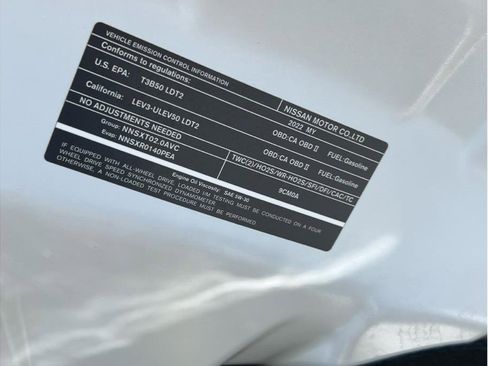 VEHICLE EMISSION CONTROL INFORMATION
Conforms to regulations:
NISSAN MOTOR CO.,LTD
2022 MY
U.S. EPA: T3B50 LDT2 OBD:CA OBD II FUEL:Gasoline
California: LEV3-ULEV50 LDT2 OBD:CA OBD II FUEL:Gasoline
NO ADJUSTMENTS NEEDED TWC(2)/HO2S/WR-HO2S/SFI/DFI/CAC/TC
Group: NNSXT02.0AVC 9CM0A
Evap: NNSXR0140PEA
Engine Oil Viscosity: SAE 5W-30
IF EQUIPPED WITH ALL-WHEEL DRIVE, LOADED I/M TESTING MUST BE CONDUCTED ON A FOUR
WHEEL DRIVE SPEED SYNCHRONIZED DYNAMOMETER.
OTHERWISE, A NON-LOADED TEST PROCEDURE MUST BE PERFORMED